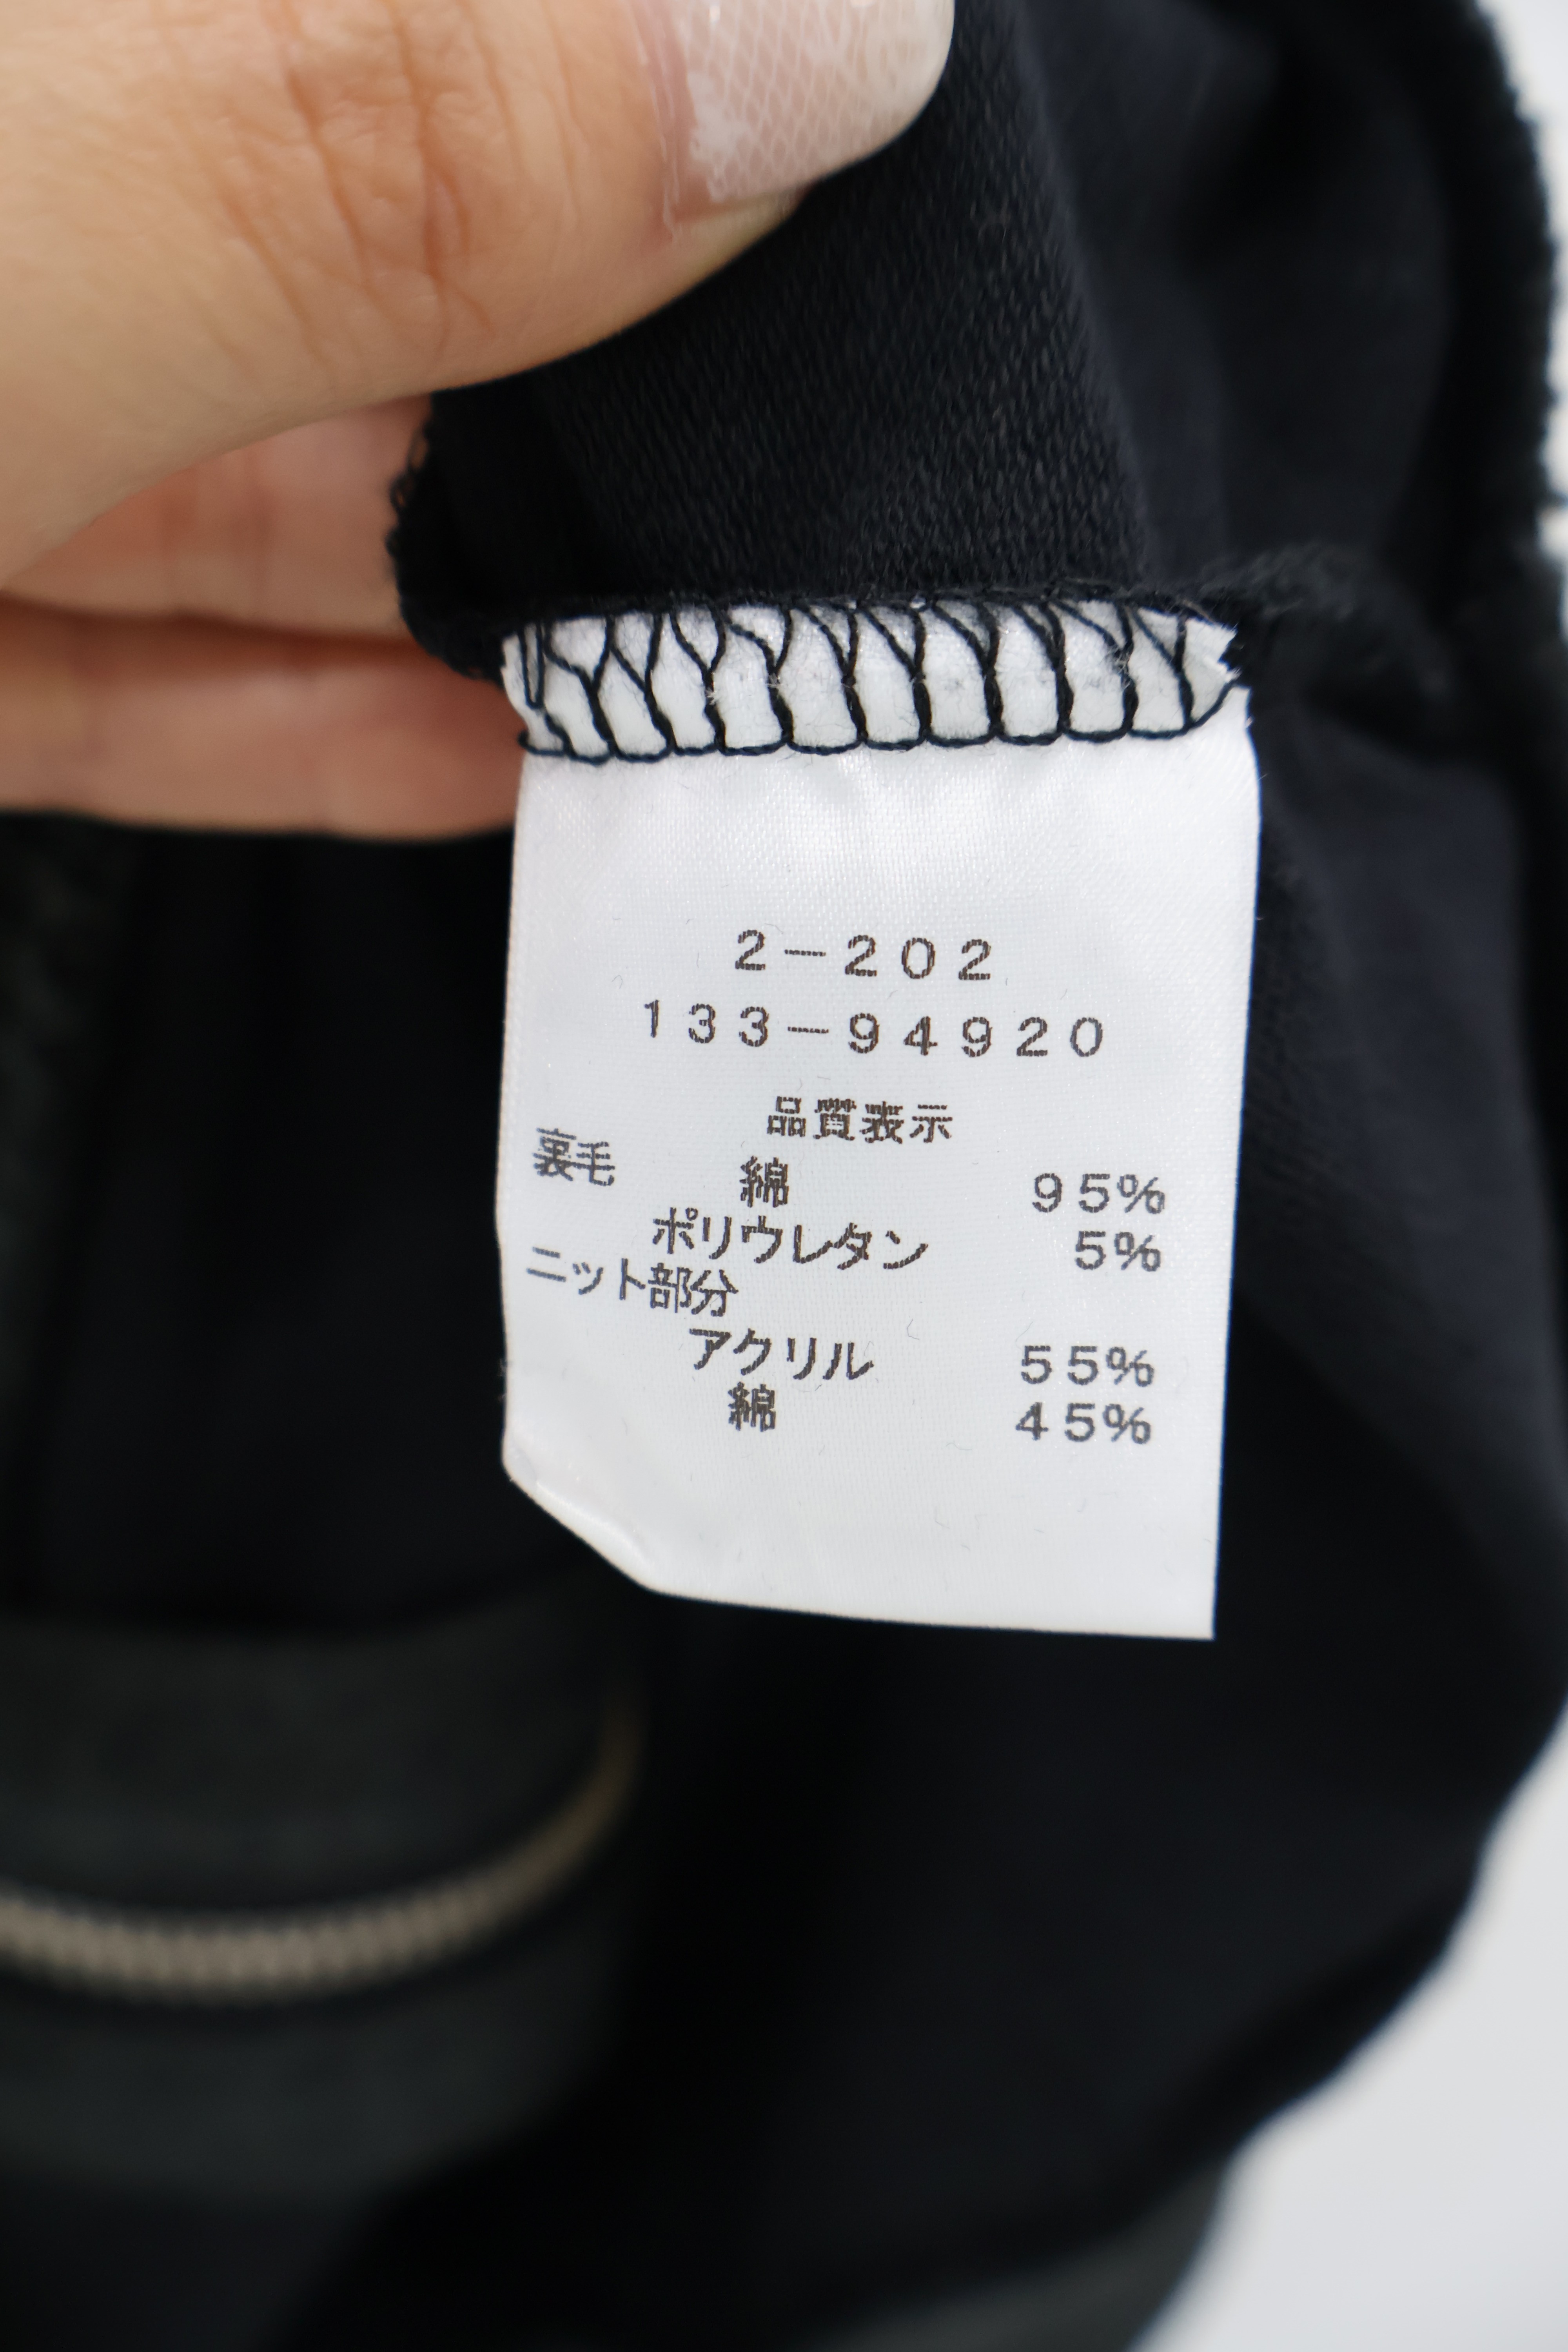 2-202
133-94920
品質表示
裏毛 綿 95%
ポリウレタン 5%
ニット部分
アクリル 55%
綿 45%